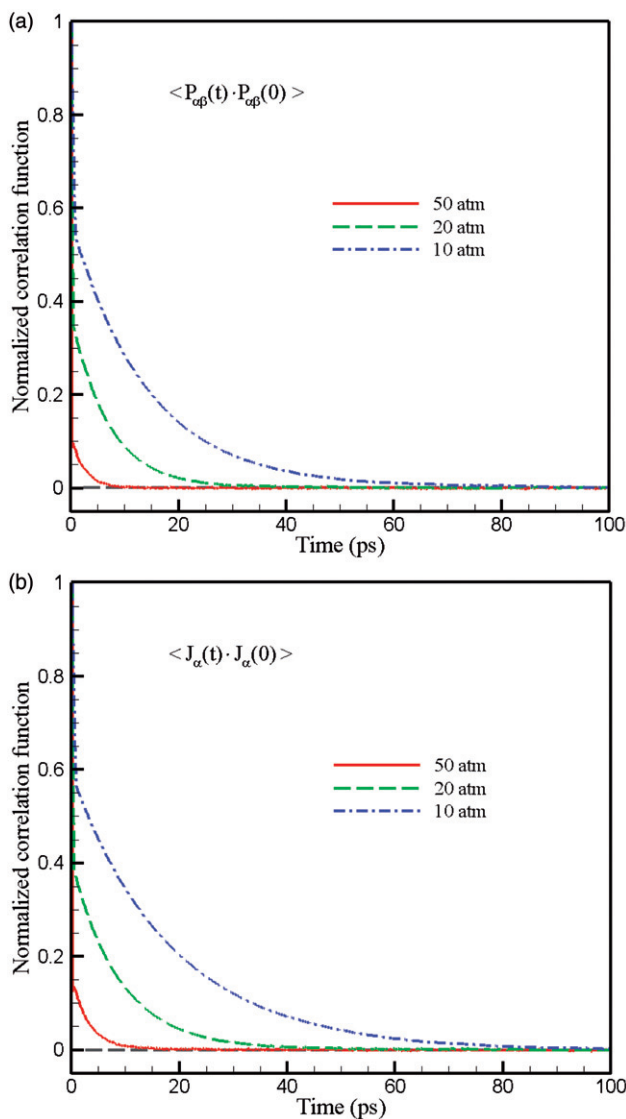 (a)
1
0.8
0.6
0.4
0.2
0
Normalized correlation function
< Pαβ(t) · Pαβ(0) >
50 atm
20 atm
10 atm
0 20 40 60 80 100
Time (ps)
(b)
1
0.8
0.6
0.4
0.2
0
Normalized correlation function
< Jα(t) · Jα(0) >
50 atm
20 atm
10 atm
0 20 40 60 80 100
Time (ps)